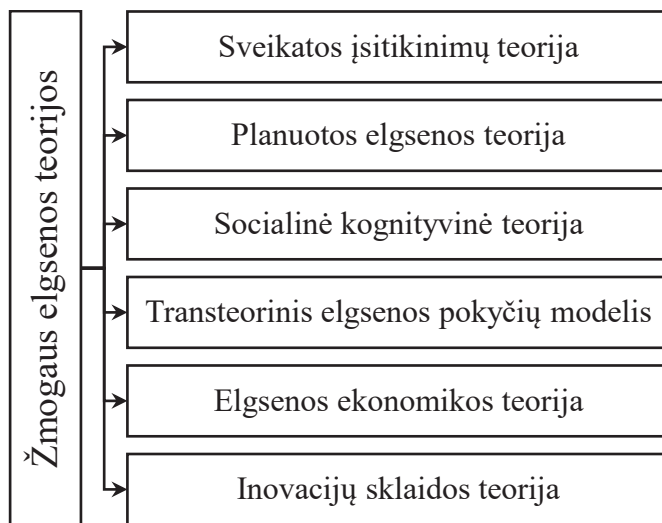 Žmogaus elgsenos teorijos
Sveikatos įsitikinimų teorija
Planuotos elgsenos teorija
Socialinė kognityvinė teorija
Transteorinis elgsenos pokyčių modelis
Elgsenos ekonomikos teorija
Inovacijų sklaidos teorija